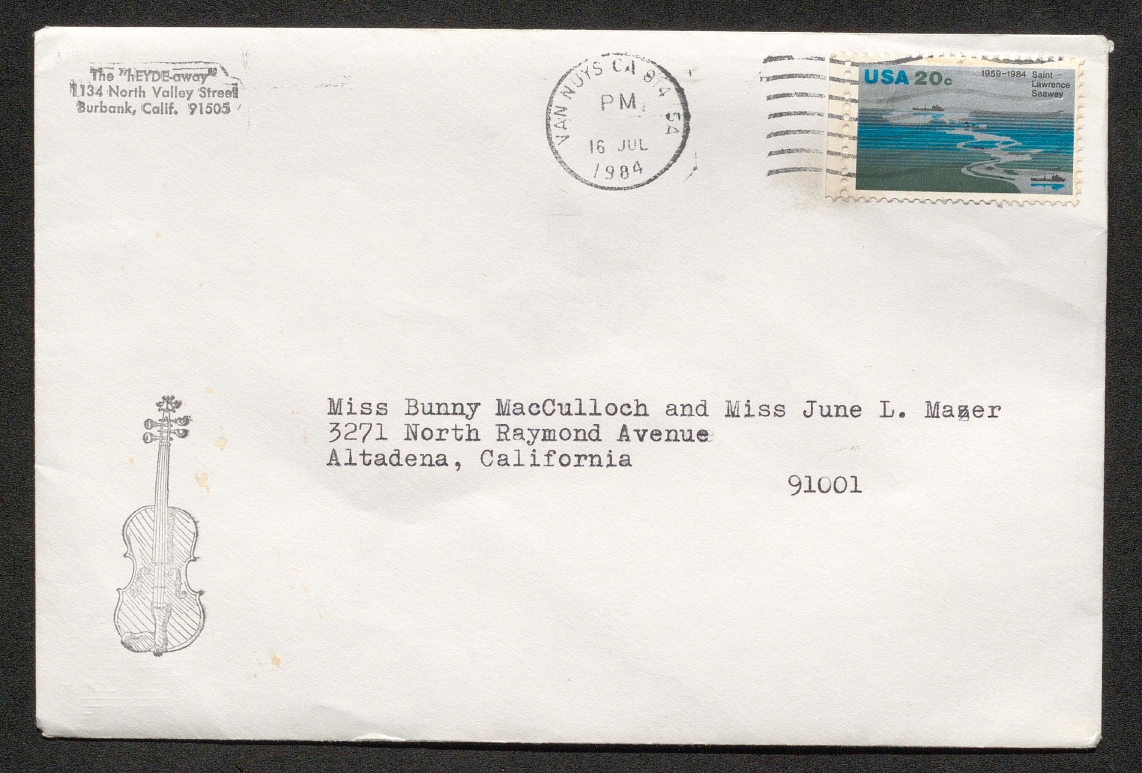 The "hEYDE-away"
1134 North Valley Street
Burbank, Calif. 91505
VAN NUYS CA 914 5A
PM
16 JUL
1984
USA 20c
1959-1984 Saint
Lawrence
Seaway
Miss Bunny MacCulloch and Miss June L. Mazer
3271 North Raymond Avenue
Altadena, California
91001